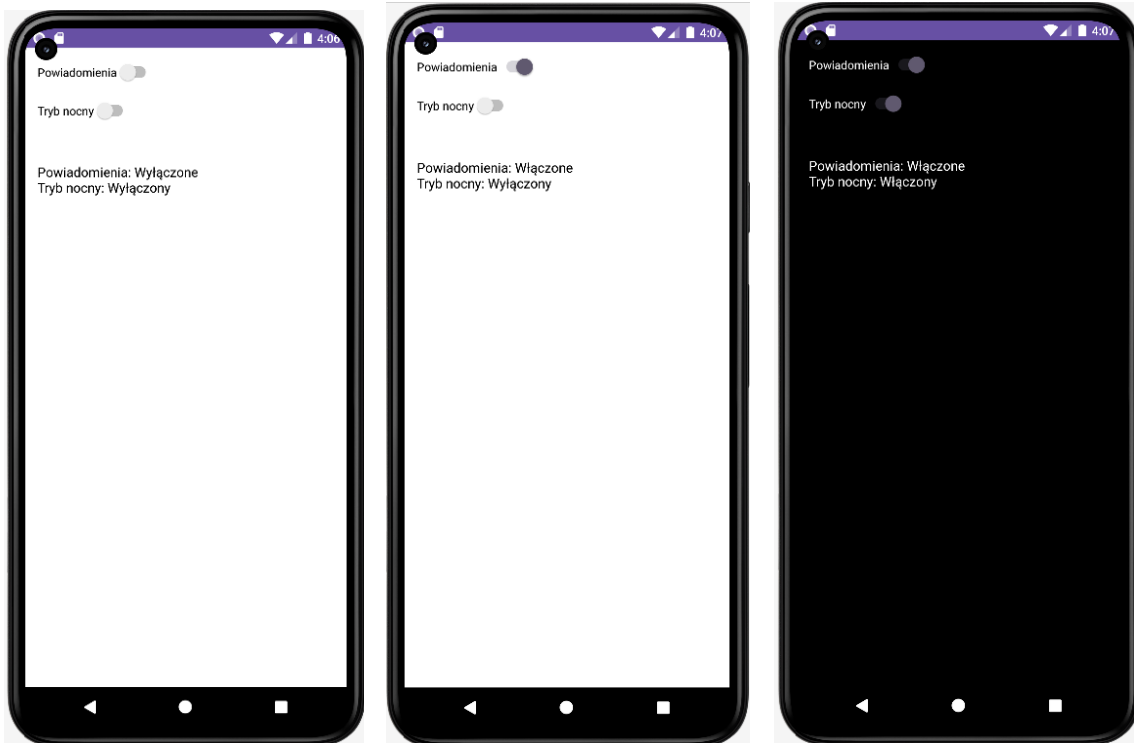 4:06
Powiadomienia
Tryb nocny
Powiadomienia: Wyłączone
Tryb nocny: Wyłączony
4:07
Powiadomienia
Tryb nocny
Powiadomienia: Włączone
Tryb nocny: Wyłączony
4:07
Powiadomienia
Tryb nocny
Powiadomienia: Włączone
Tryb nocny: Włączony